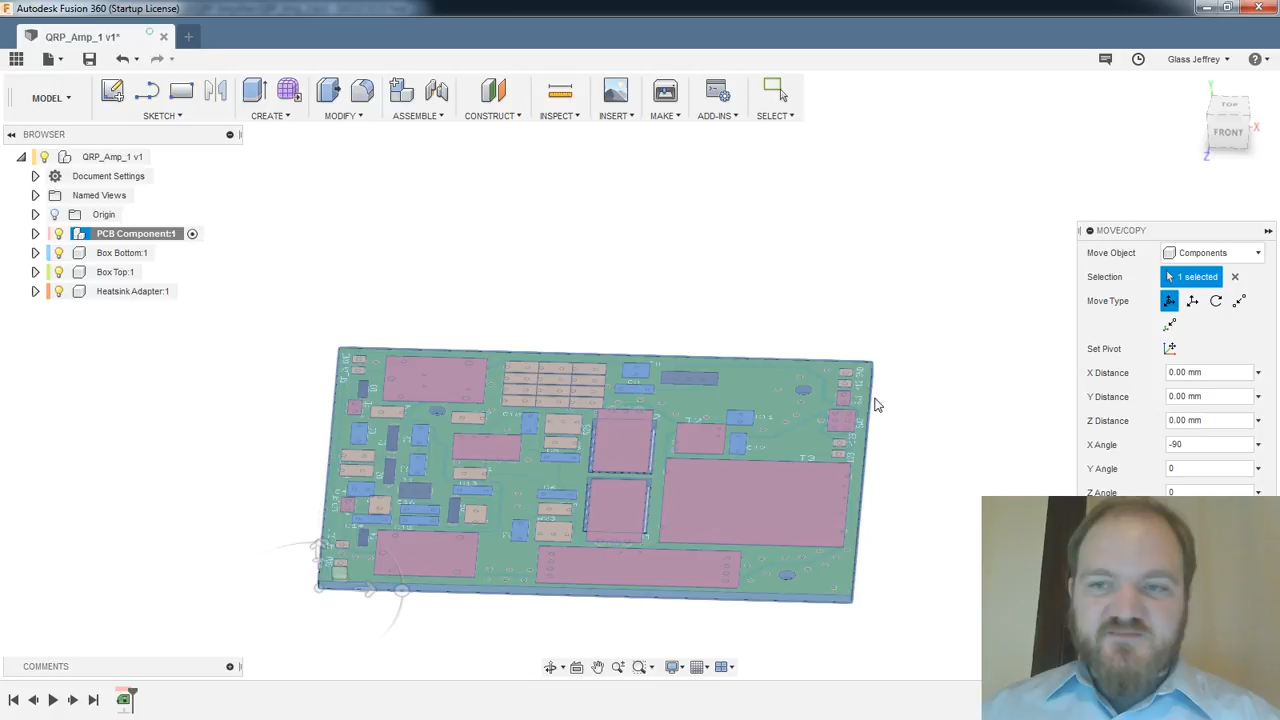 Autodesk Fusion 360 (Startup License)
QRP_Amp_1 v1*
Glass Jeffrey
MODEL
SKETCH
CREATE
MODIFY
ASSEMBLE
CONSTRUCT
INSPECT
INSERT
MAKE
ADD-INS
SELECT
BROWSER
QRP_Amp_1 v1
Document Settings
Named Views
Origin
PCB Component:1
Box Bottom:1
Box Top:1
Heatsink Adapter:1
TOP
FRONT
Y
X
Z
MOVE/COPY
Move Object
Components
Selection
1 selected
Move Type
Set Pivot
X Distance
0.00 mm
Y Distance
0.00 mm
Z Distance
0.00 mm
X Angle
-90
Y Angle
0
Z Angle
0
T3
COMMENTS